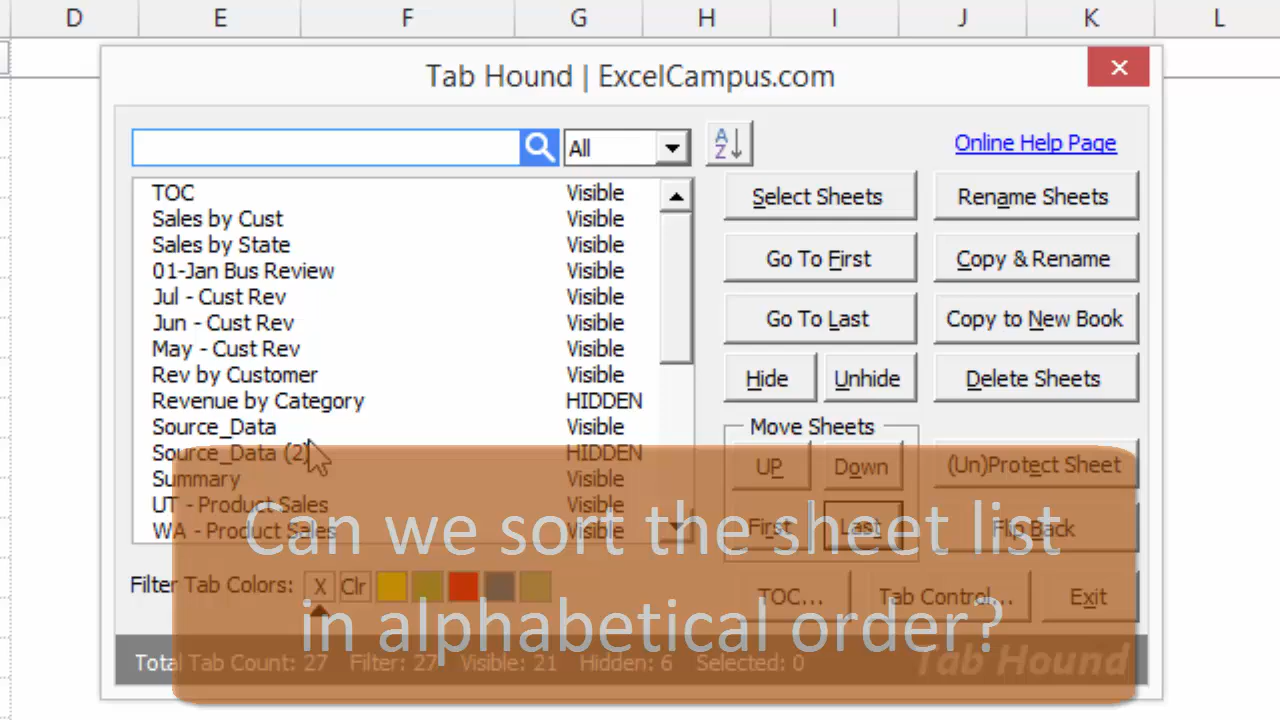 D E F G H I J K L
Tab Hound | ExcelCampus.com
All
A
Z
Online Help Page
TOC Visible
Sales by Cust Visible
Sales by State Visible
01-Jan Bus Review Visible
Jul - Cust Rev Visible
Jun - Cust Rev Visible
May - Cust Rev Visible
Rev by Customer Visible
Revenue by Category HIDDEN
Source_Data Visible
Source_Data (2) HIDDEN
Summary Visible
UT - Product Sales Visible
WA - Product Sales Visible
Select Sheets Rename Sheets
Go To First Copy & Rename
Go To Last Copy to New Book
Hide Unhide Delete Sheets
Move Sheets
UP Down (Un)Protect Sheet
First Last Flip Back
Filter Tab Colors: X Clr
TOC... Tab Control... Exit
Total Tab Count: 27 Filter: 27 Visible: 21 Hidden: 6 Selected: 0 Tab Hound
Can we sort the sheet list
in alphabetical order?